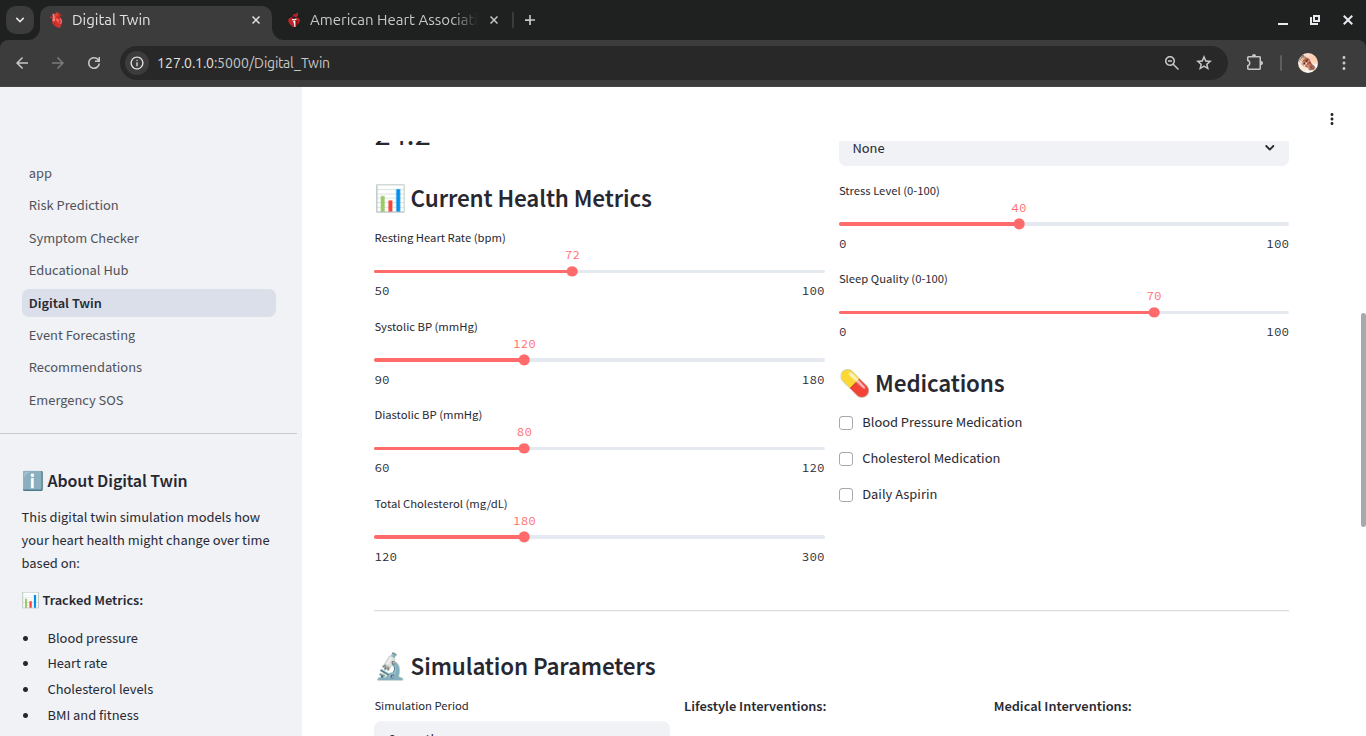 Digital Twin
American Heart Associat
127.0.1.0:5000/Digital_Twin
app
Risk Prediction
Symptom Checker
Educational Hub
Digital Twin
Event Forecasting
Recommendations
Emergency SOS
About Digital Twin
This digital twin simulation models how
your heart health might change over time
based on:
Tracked Metrics:
• Blood pressure
• Heart rate
• Cholesterol levels
• BMI and fitness
Current Health Metrics
Resting Heart Rate (bpm)
72
50 100
Systolic BP (mmHg)
120
90 180
Diastolic BP (mmHg)
80
60 120
Total Cholesterol (mg/dL)
180
120 300
None
Stress Level (0-100)
40
0 100
Sleep Quality (0-100)
70
0 100
Medications
Blood Pressure Medication
Cholesterol Medication
Daily Aspirin
Simulation Parameters
Simulation Period
Lifestyle Interventions:
Medical Interventions: